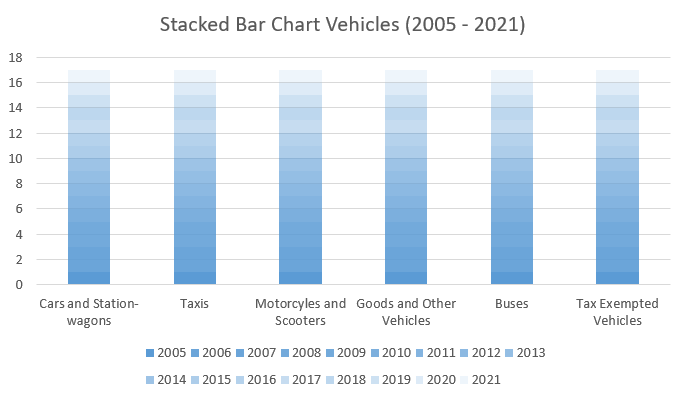 Stacked Bar Chart Vehicles (2005 - 2021)
18
16
14
12
10
8
6
4
2
0
Cars and Station-
wagons
Taxis
Motorcyles and
Scooters
Goods and Other
Vehicles
Buses
Tax Exempted
Vehicles
2005 2006 2007 2008 2009 2010 2011 2012 2013
2014 2015 2016 2017 2018 2019 2020 2021